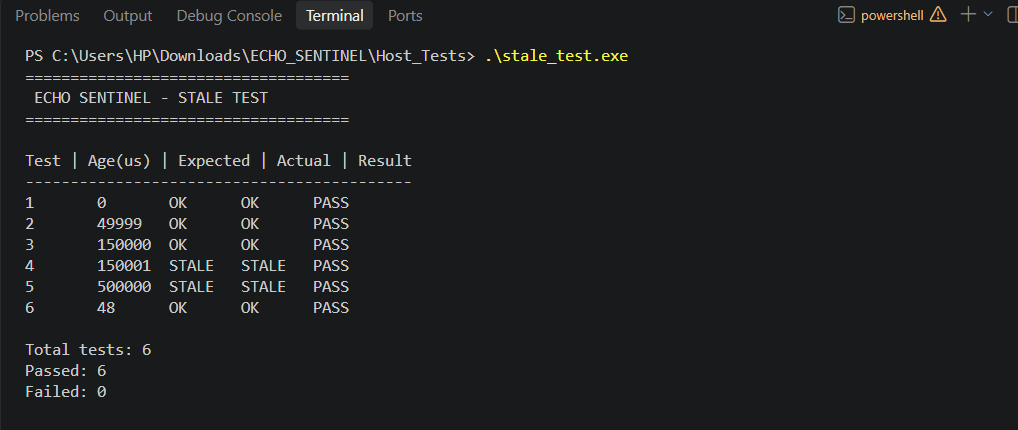 Problems Output Debug Console Terminal Ports powershell
PS C:\Users\HP\Downloads\ECHO_SENTINEL\Host_Tests> .\stale_test.exe
====================================
ECHO SENTINEL - STALE TEST
====================================
Test | Age(us) | Expected | Actual | Result
-------------------------------------------
1 0 OK OK PASS
2 49999 OK OK PASS
3 150000 OK OK PASS
4 150001 STALE STALE PASS
5 500000 STALE STALE PASS
6 48 OK OK PASS
Total tests: 6
Passed: 6
Failed: 0